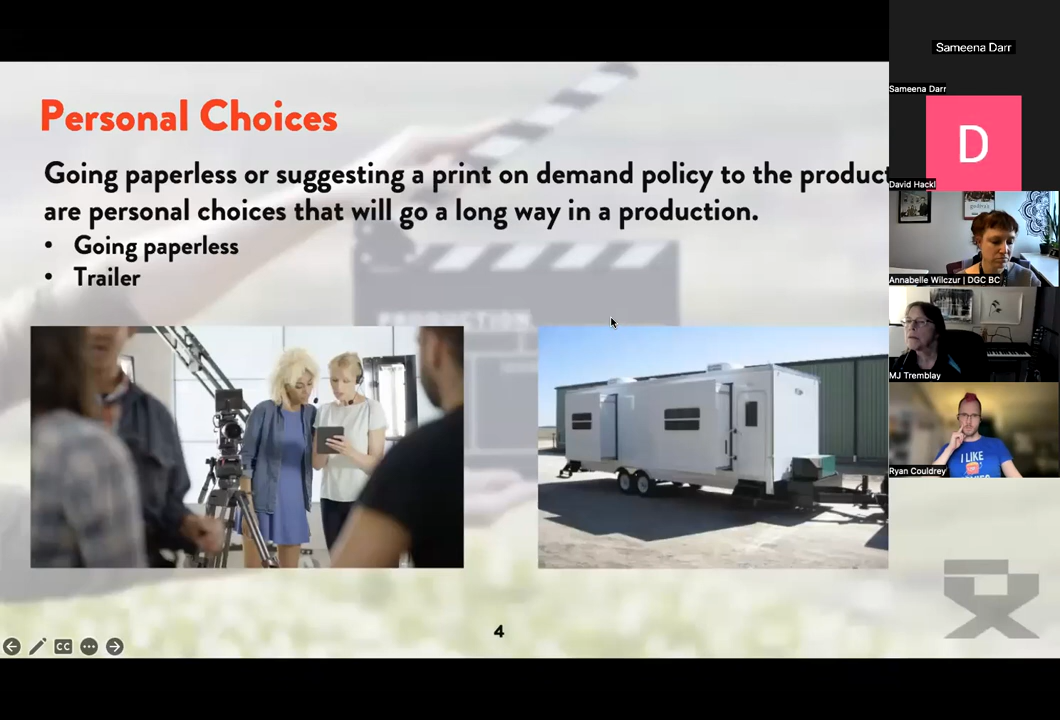 Personal Choices
Going paperless or suggesting a print on demand policy to the product
are personal choices that will go a long way in a production.
• Going paperless
• Trailer
PRODUCTION
4
CC
Sameena Darr
Sameena Darr
D
David Hackl
Annabelle Wilczur | DGC BC
MJ Tremblay
I LIKE
Ryan Couldrey